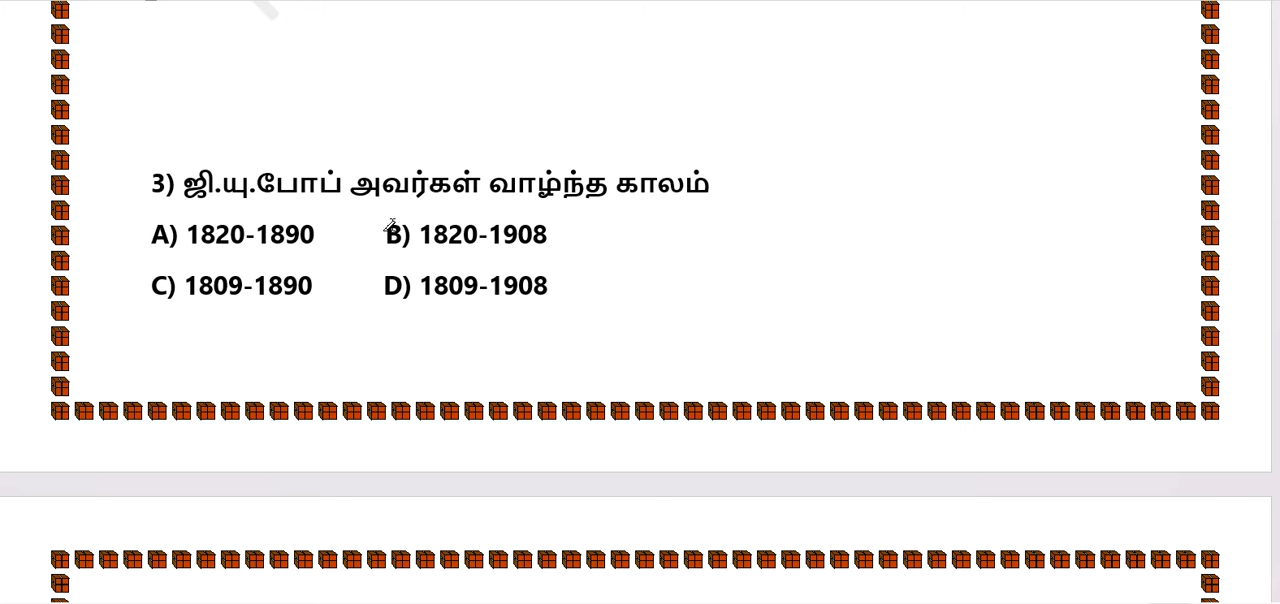 3) ஜி.யு.போப் அவர்கள் வாழ்ந்த காலம்
A) 1820-1890 B) 1820-1908
C) 1809-1890 D) 1809-1908